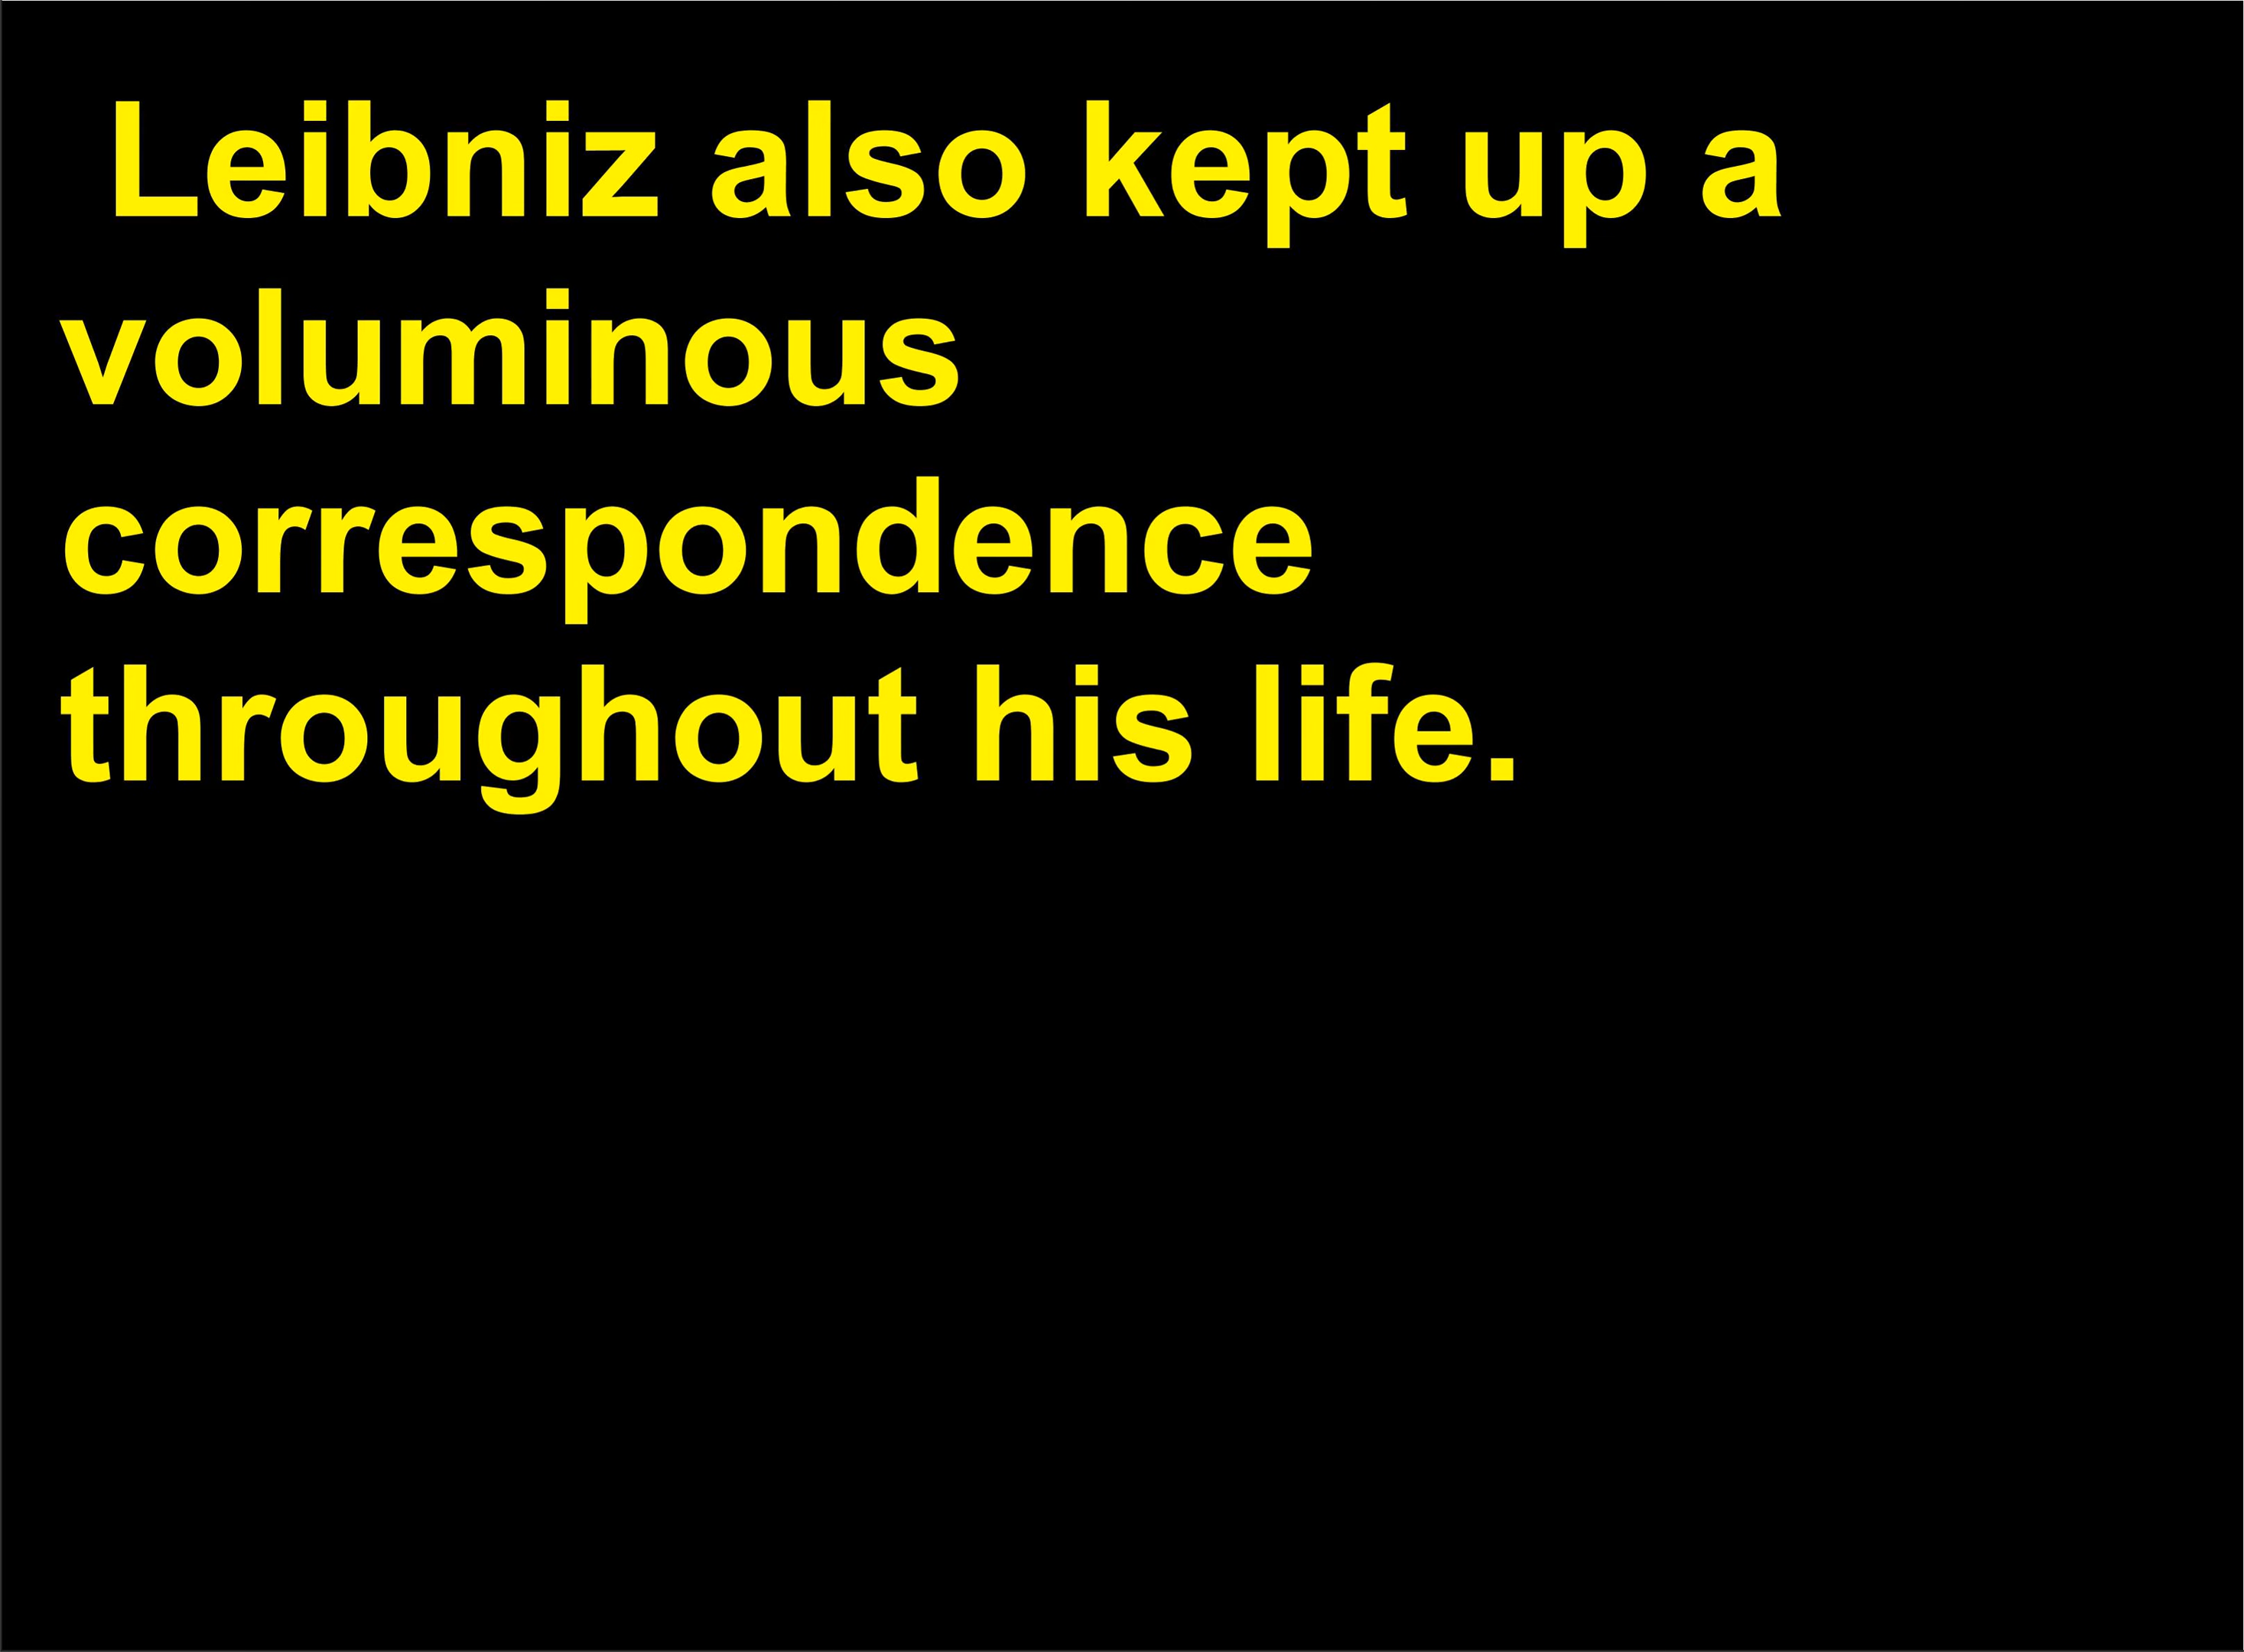 Leibniz also kept up a
voluminous
correspondence
throughout his life.